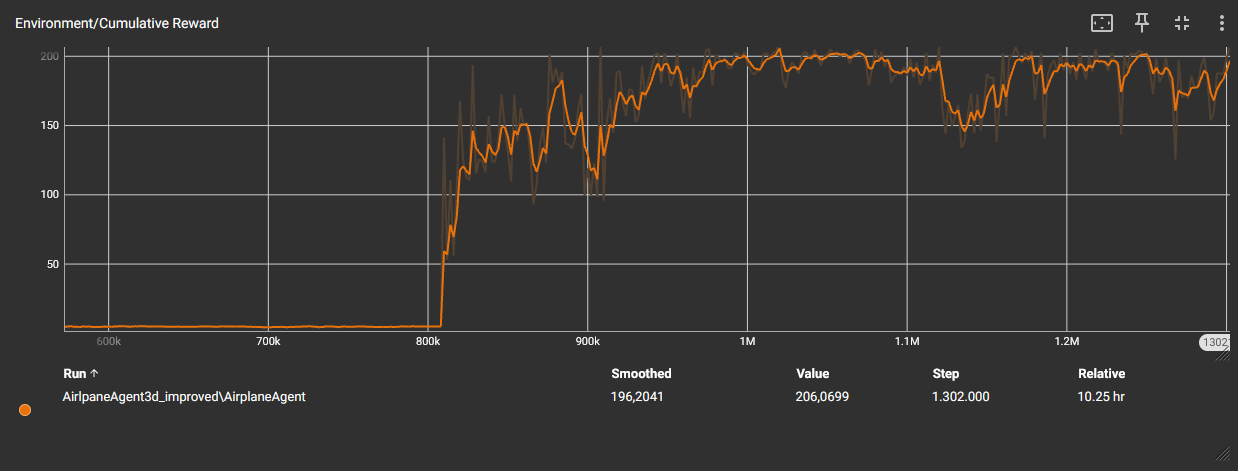 Environment/Cumulative Reward
200
150
100
50
600k 700k 800k 900k 1M 1.1M 1.2M 1302
Run ↑ Smoothed Value Step Relative
AirlpaneAgent3d_improved\AirplaneAgent 196,2041 206,0699 1.302.000 10.25 hr